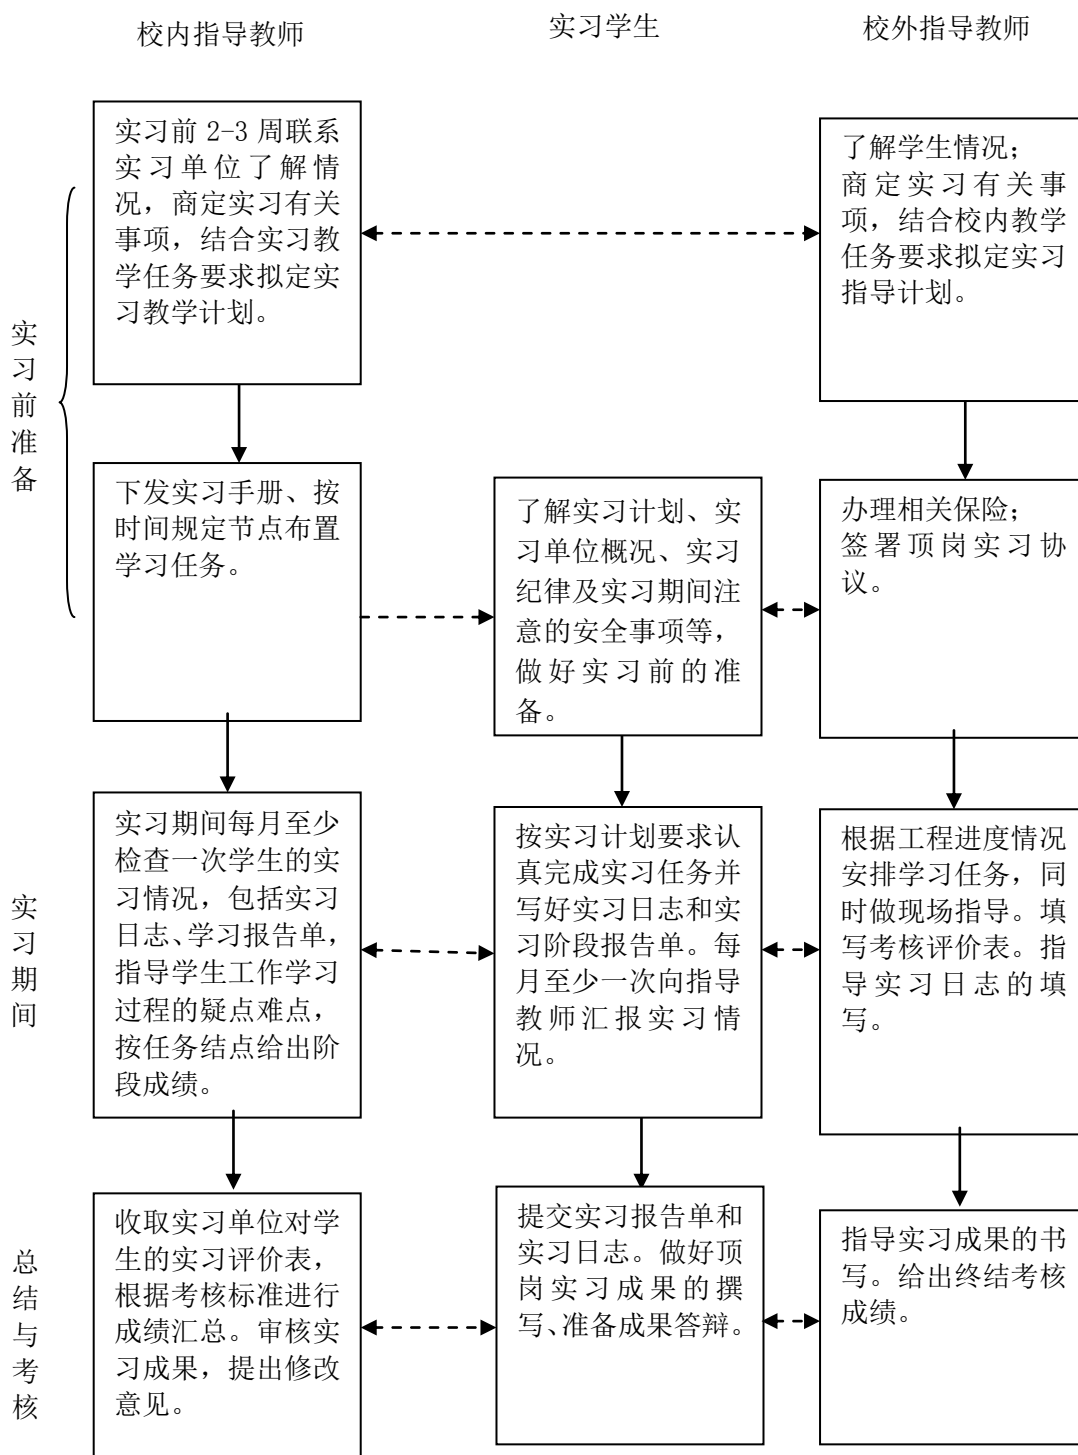 校内指导教师
实习学生
校外指导教师
实习前准备
实习前 2-3 周联系
实习单位了解情
况，商定实习有关
事项，结合实习教
学任务要求拟定实
习教学计划。
了解学生情况；
商定实习有关事
项，结合校内教学
任务要求拟定实习
指导计划。
下发实习手册、按
时间规定节点布置
学习任务。
了解实习计划、实
习单位概况、实习
纪律及实习期间注
意的安全事项等，
做好实习前的准
备。
办理相关保险；
签署顶岗实习协
议。
实习期间
实习期间每月至少
检查一次学生的实
习情况，包括实习
日志、学习报告单，
指导学生工作学习
过程的疑点难点，
按任务结点给出阶
段成绩。
按实习计划要求认
真完成实习任务并
写好实习日志和实
习阶段报告单。每
月至少一次向指导
教师汇报实习情
况。
根据工程进度情况
安排学习任务，同
时做现场指导。填
写考核评价表。指
导实习日志的填
写。
总结与考核
收取实习单位对学
生的实习评价表，
根据考核标准进行
成绩汇总。审核实
习成果，提出修改
意见。
提交实习报告单和
实习日志。做好顶
岗实习成果的撰
写、准备成果答辩。
指导实习成果的书
写。给出终结考核
成绩。